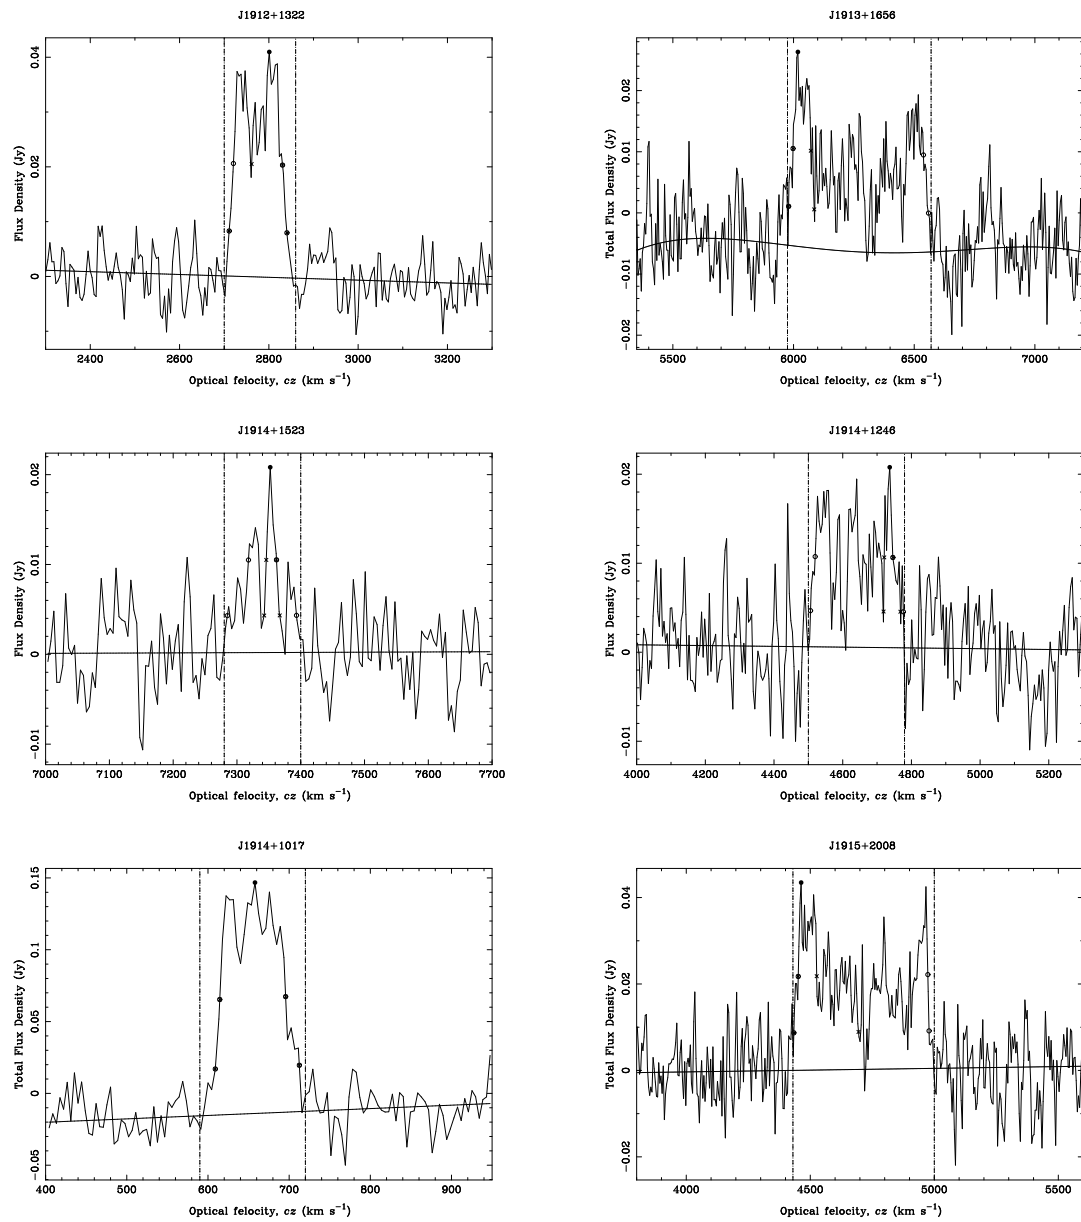 J1912+1322
0.04
0.02
0
Flux Density (Jy)
2400 2600 2800 3000 3200
Optical felocity, cz (km s⁻¹)
J1913+1656
0.02
0.01
0
−0.01
−0.02
Total Flux Density (Jy)
5500 6000 6500 7000
Optical felocity, cz (km s⁻¹)
J1914+1523
0.02
0.01
0
−0.01
Flux Density (Jy)
7000 7100 7200 7300 7400 7500 7600 7700
Optical felocity, cz (km s⁻¹)
J1914+1246
0.02
0.01
0
−0.01
Flux Density (Jy)
4000 4200 4400 4600 4800 5000 5200
Optical felocity, cz (km s⁻¹)
J1914+1017
0.15
0.1
0.05
0
−0.05
Total Flux Density (Jy)
400 500 600 700 800 900
Optical felocity, cz (km s⁻¹)
J1915+2008
0.04
0.02
0
−0.02
Total Flux Density (Jy)
4000 4500 5000 5500
Optical felocity, cz (km s⁻¹)